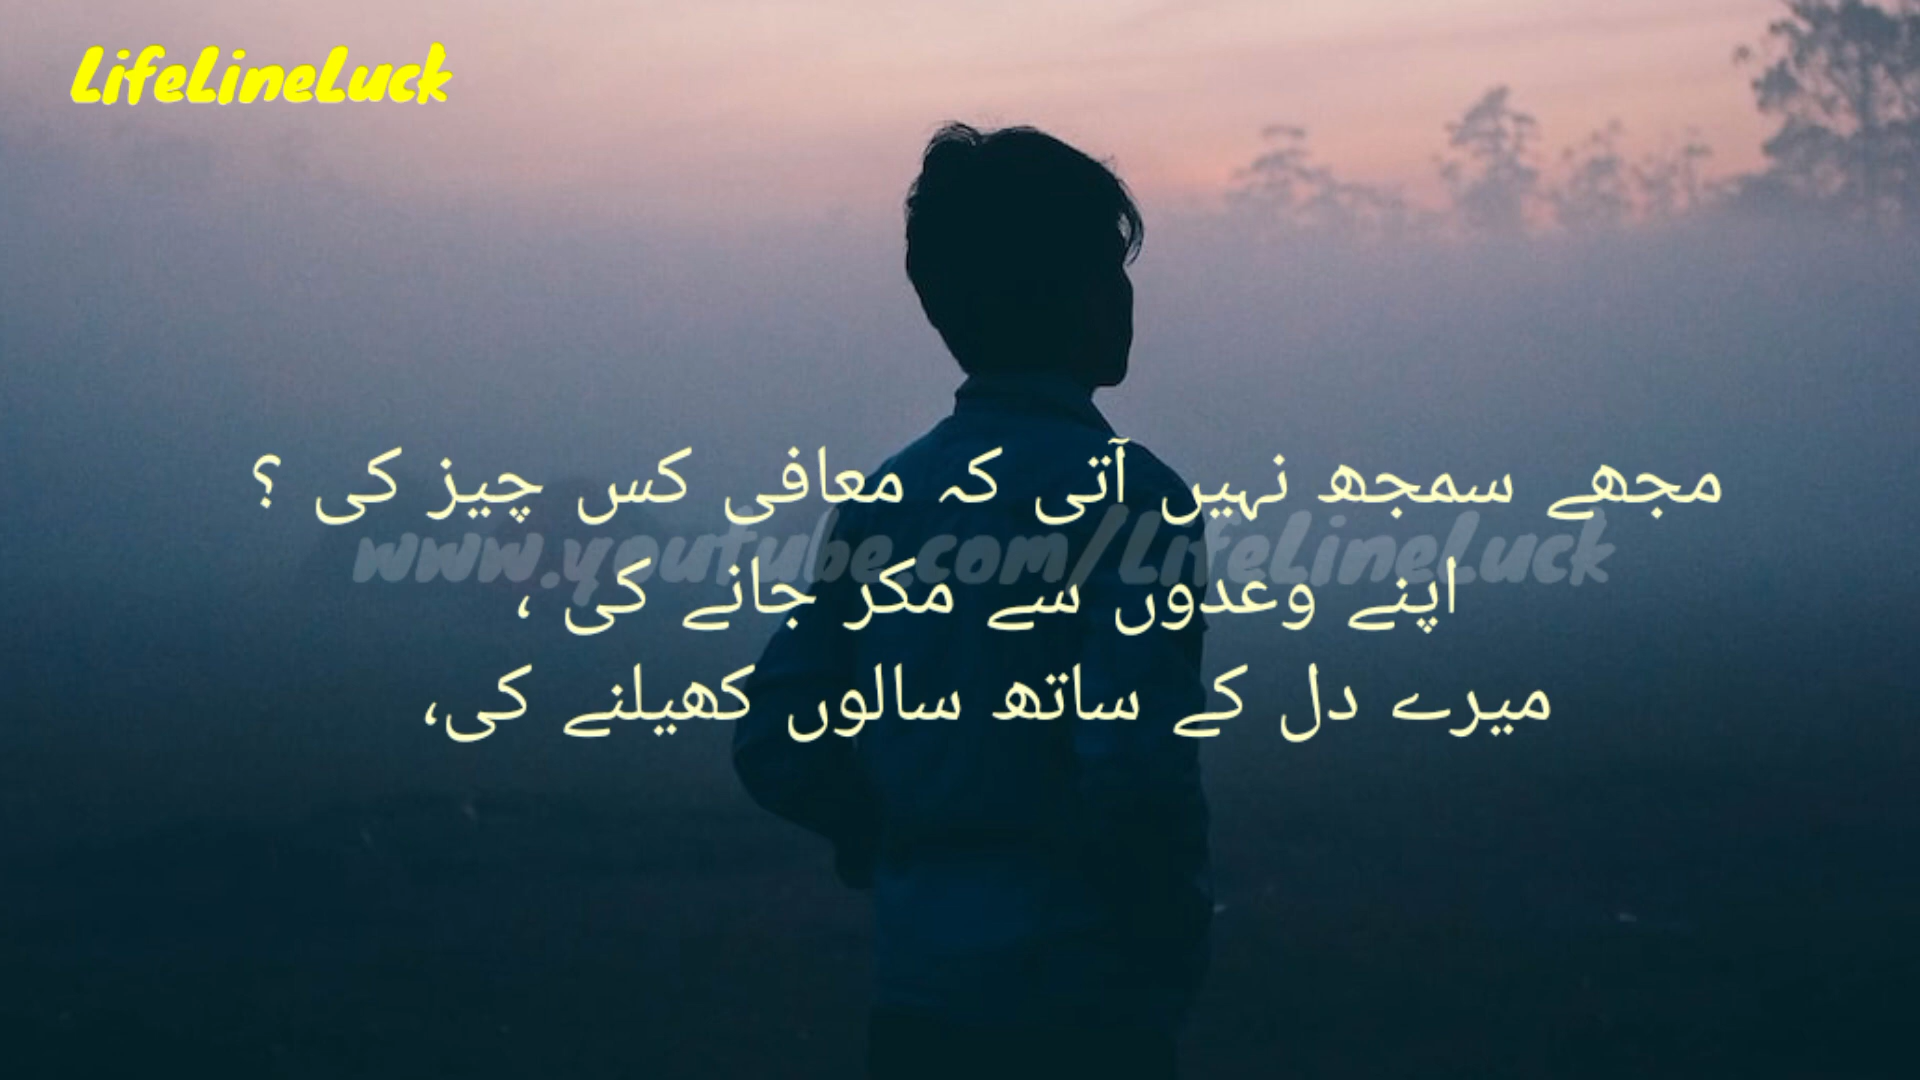 LifeLineLuck
مجھے سمجھ نہیں آتی کہ معافی کس چیز کی ؟
www.youtube.com/LifeLineLuck
اپنے وعدوں سے مکر جانے کی ،
میرے دل کے ساتھ سالوں کھیلنے کی،